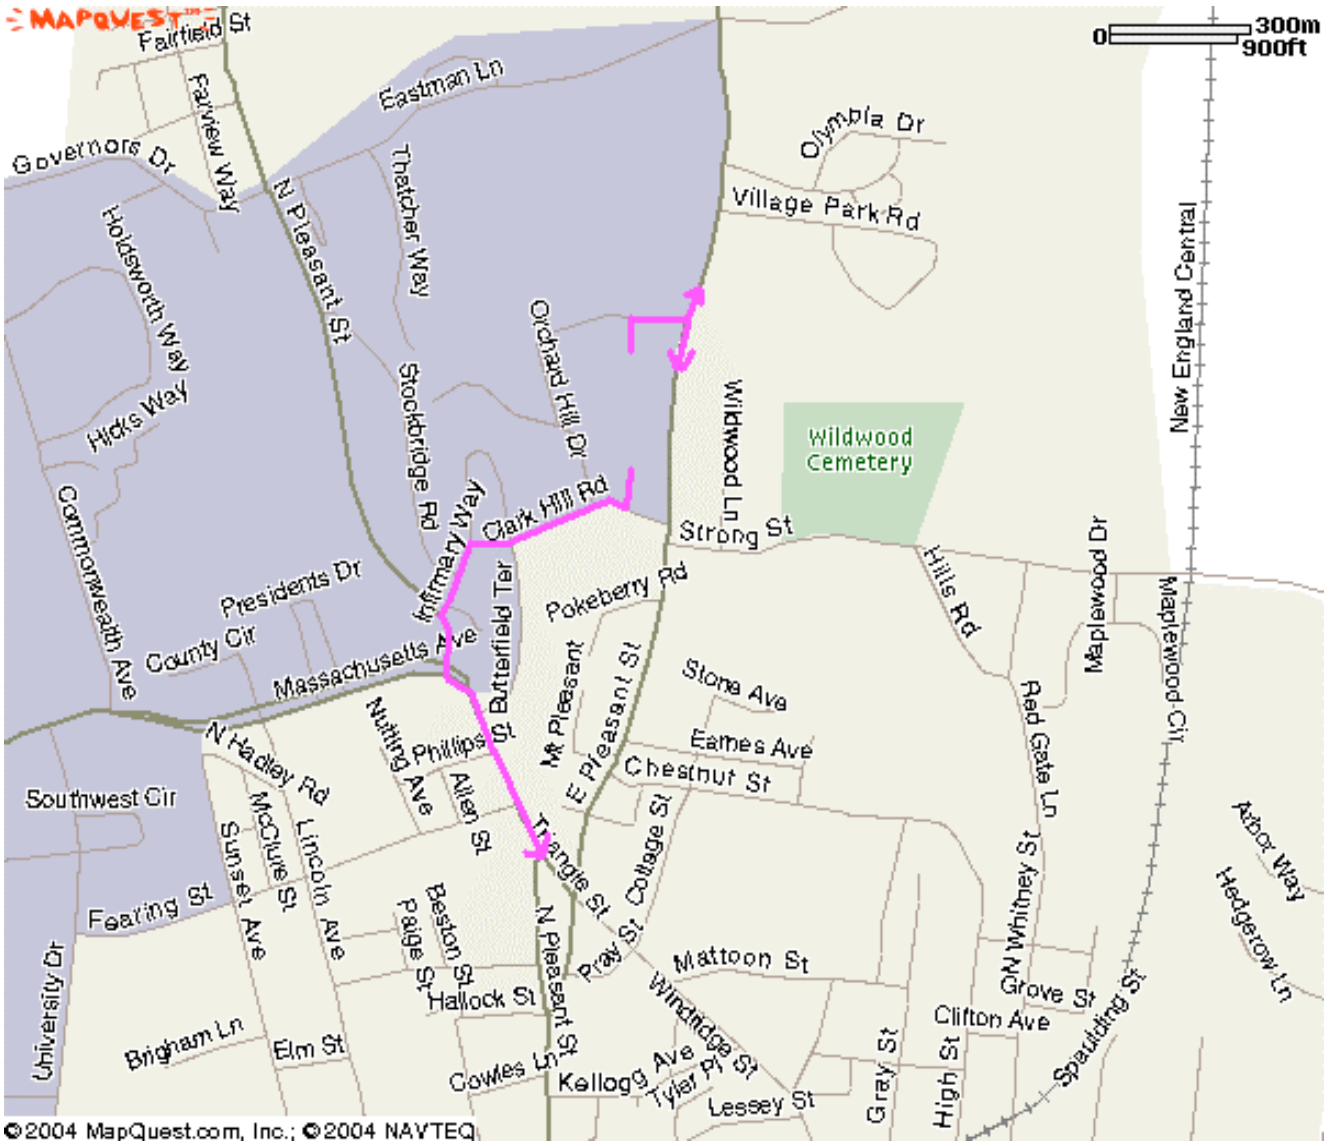 MAPQUEST™
0 300m
900ft
Fairfield St
Eastman Ln
Farview Way
Governors Dr
Olymbia Dr
Thatcher Way
N Pleasant St
Village Park Rd
Holdsworth Way
New England Central
Orchard Hill Dr
Stockbridge Rd
Hicks Way
Wildwood Ln
Wildwood
Cemetery
Commonwealth Ave
Infirmary Way
Clark Hill Rd
Strong St
Hills Rd
Maplewood Dr
Maplewood Cir
Presidents Dr
Butterfield Ter
Pokeberry Rd
County Cir
Massachusetts Ave
Mt Pleasant
E Pleasant St
Stona Ave
Red Gate Ln
N Hadley Rd
Nutting Ave
Phillips St
Eames Ave
Chestnut St
Southwest Cir
McClure St
Lincoln Ave
Allen St
Triangle St
Cottage St
Arbor Way
Sunset Ave
Fearing St
Beston St
Paige St
N Pleasant St
Pray St
Mattoon St
GN Whitney St
Hedgerow Ln
University Dr
Hallock St
Windridge St
Grove St
Clifton Ave
Spaulding St
Brigham Ln
Elm St
Cowles Ln
Kellogg Ave
Tyler Pl
Lessey St
Gray St
High St
©2004 MapQuest.com, Inc.; ©2004 NAVTEQ